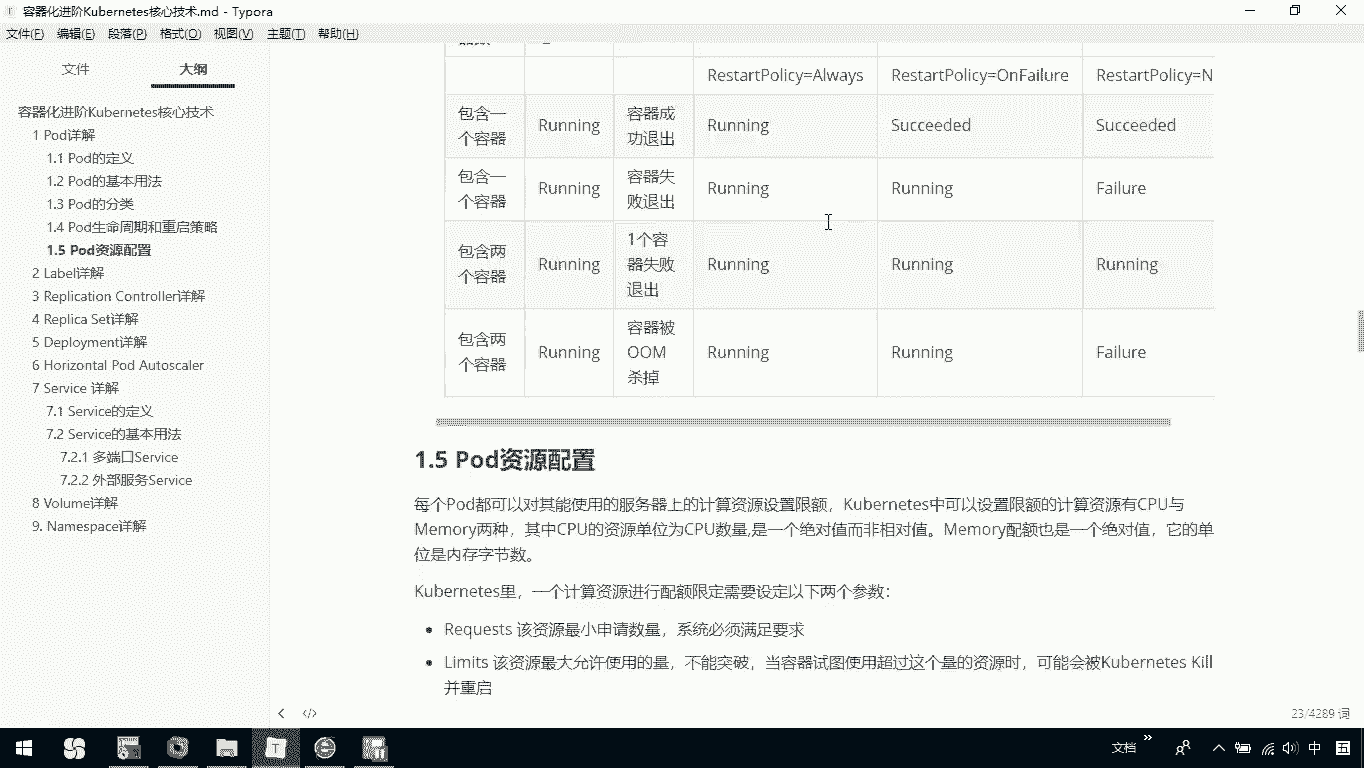 容器化进阶Kubernetes核心技术.md - Typora
文件(F) 编辑(E) 段落(P) 格式(O) 视图(V) 主题(T) 帮助(H)
文件 大纲
容器化进阶Kubernetes核心技术
1 Pod详解
1.1 Pod的定义
1.2 Pod的基本用法
1.3 Pod的分类
1.4 Pod生命周期和重启策略
1.5 Pod资源配置
2 Label详解
3 Replication Controller详解
4 Replica Set详解
5 Deployment详解
6 Horizontal Pod Autoscaler
7 Service 详解
7.1 Service的定义
7.2 Service的基本用法
7.2.1 多端口Service
7.2.2 外部服务Service
8 Volume详解
9. Namespace详解
RestartPolicy=Always RestartPolicy=OnFailure RestartPolicy=N
包含一
个容器
Running
容器成
功退出
Running Succeeded Succeeded
包含一
个容器
Running
容器失
败退出
Running Running Failure
包含两
个容器
Running
1个容
器失败
退出
Running Running Running
包含两
个容器
Running
容器被
OOM
杀掉
Running Running Failure
1.5 Pod资源配置
每个Pod都可以对其能使用的服务器上的计算资源设置限额，Kubernetes中可以设置限额的计算资源有CPU与
Memory两种，其中CPU的资源单位为CPU数量,是一个绝对值而非相对值。Memory配额也是一个绝对值，它的单
位是内存字节数。
Kubernetes里，一个计算资源进行配额限定需要设定以下两个参数：
Requests 该资源最小申请数量，系统必须满足要求
Limits 该资源最大允许使用的量，不能突破，当容器试图使用超过这个量的资源时，可能会被Kubernetes Kill
并重启
23/4289 词
文档 中 五